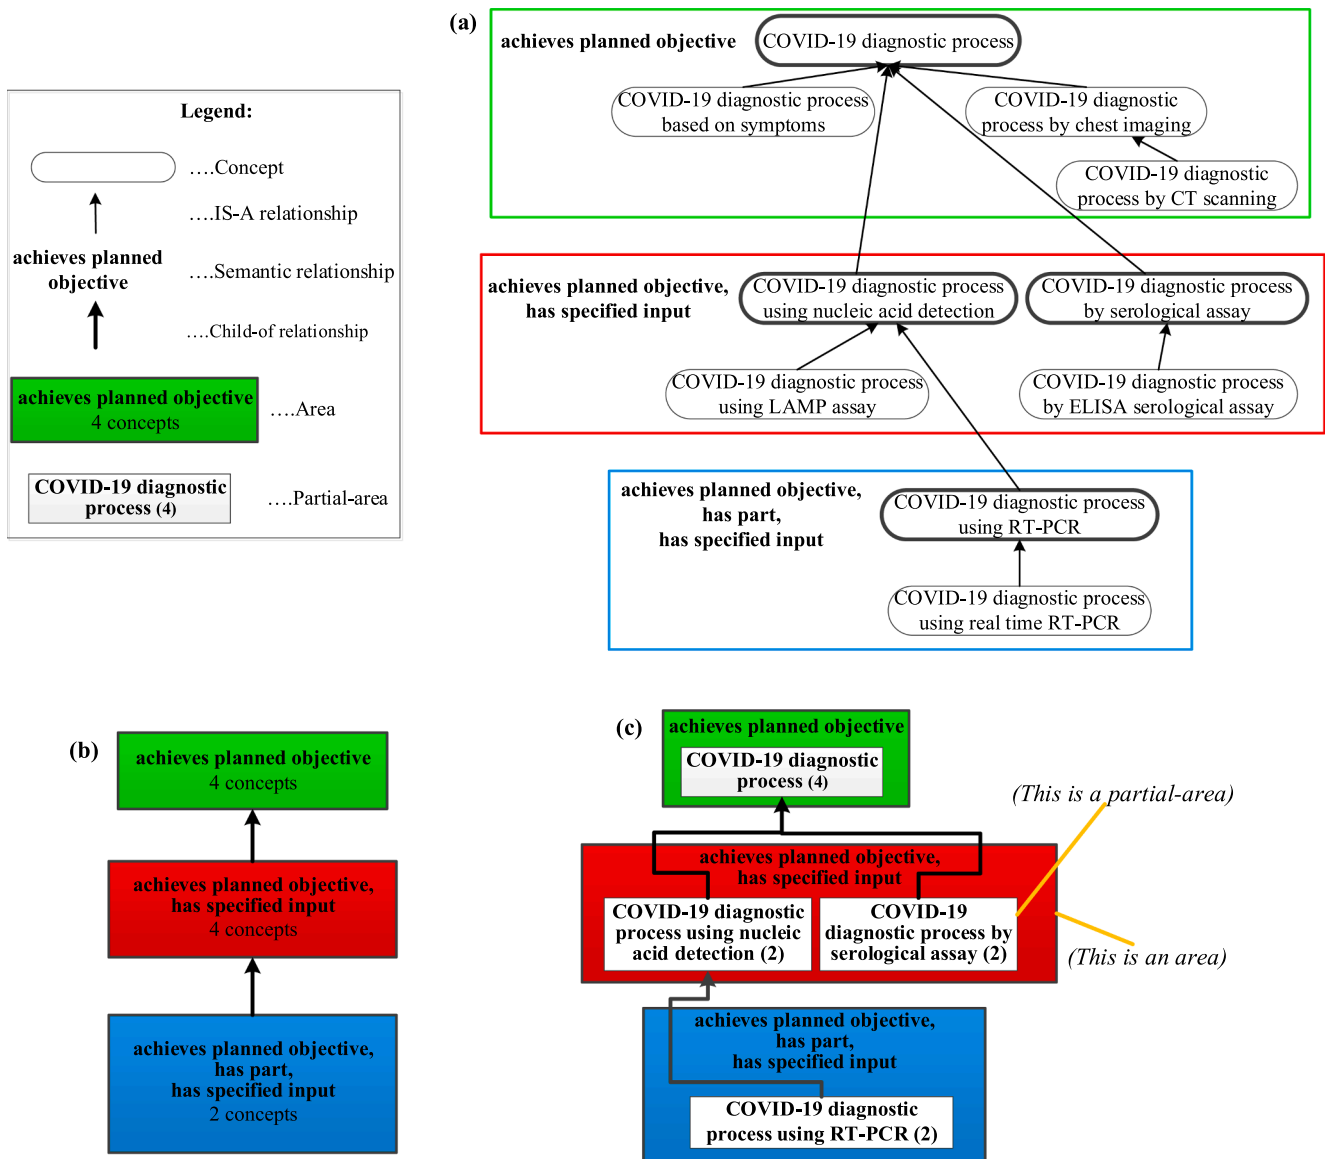 Legend:
….Concept
….IS-A relationship
achieves planned
objective
….Semantic relationship
….Child-of relationship
achieves planned objective
4 concepts
….Area
COVID-19 diagnostic
process (4)
….Partial-area
(a)
achieves planned objective
COVID-19 diagnostic process
COVID-19 diagnostic process
based on symptoms
COVID-19 diagnostic
process by chest imaging
COVID-19 diagnostic
process by CT scanning
achieves planned objective,
has specified input
COVID-19 diagnostic process
using nucleic acid detection
COVID-19 diagnostic process
by serological assay
COVID-19 diagnostic process
using LAMP assay
COVID-19 diagnostic process
by ELISA serological assay
achieves planned objective,
has part,
has specified input
COVID-19 diagnostic process
using RT-PCR
COVID-19 diagnostic process
using real time RT-PCR
(b)
achieves planned objective
4 concepts
achieves planned objective,
has specified input
4 concepts
achieves planned objective,
has part,
has specified input
2 concepts
(c)
achieves planned objective
COVID-19 diagnostic
process (4)
(This is a partial-area)
achieves planned objective,
has specified input
COVID-19 diagnostic
process using nucleic
acid detection (2)
COVID-19
diagnostic process by
serological assay (2)
(This is an area)
achieves planned objective,
has part,
has specified input
COVID-19 diagnostic
process using RT-PCR (2)